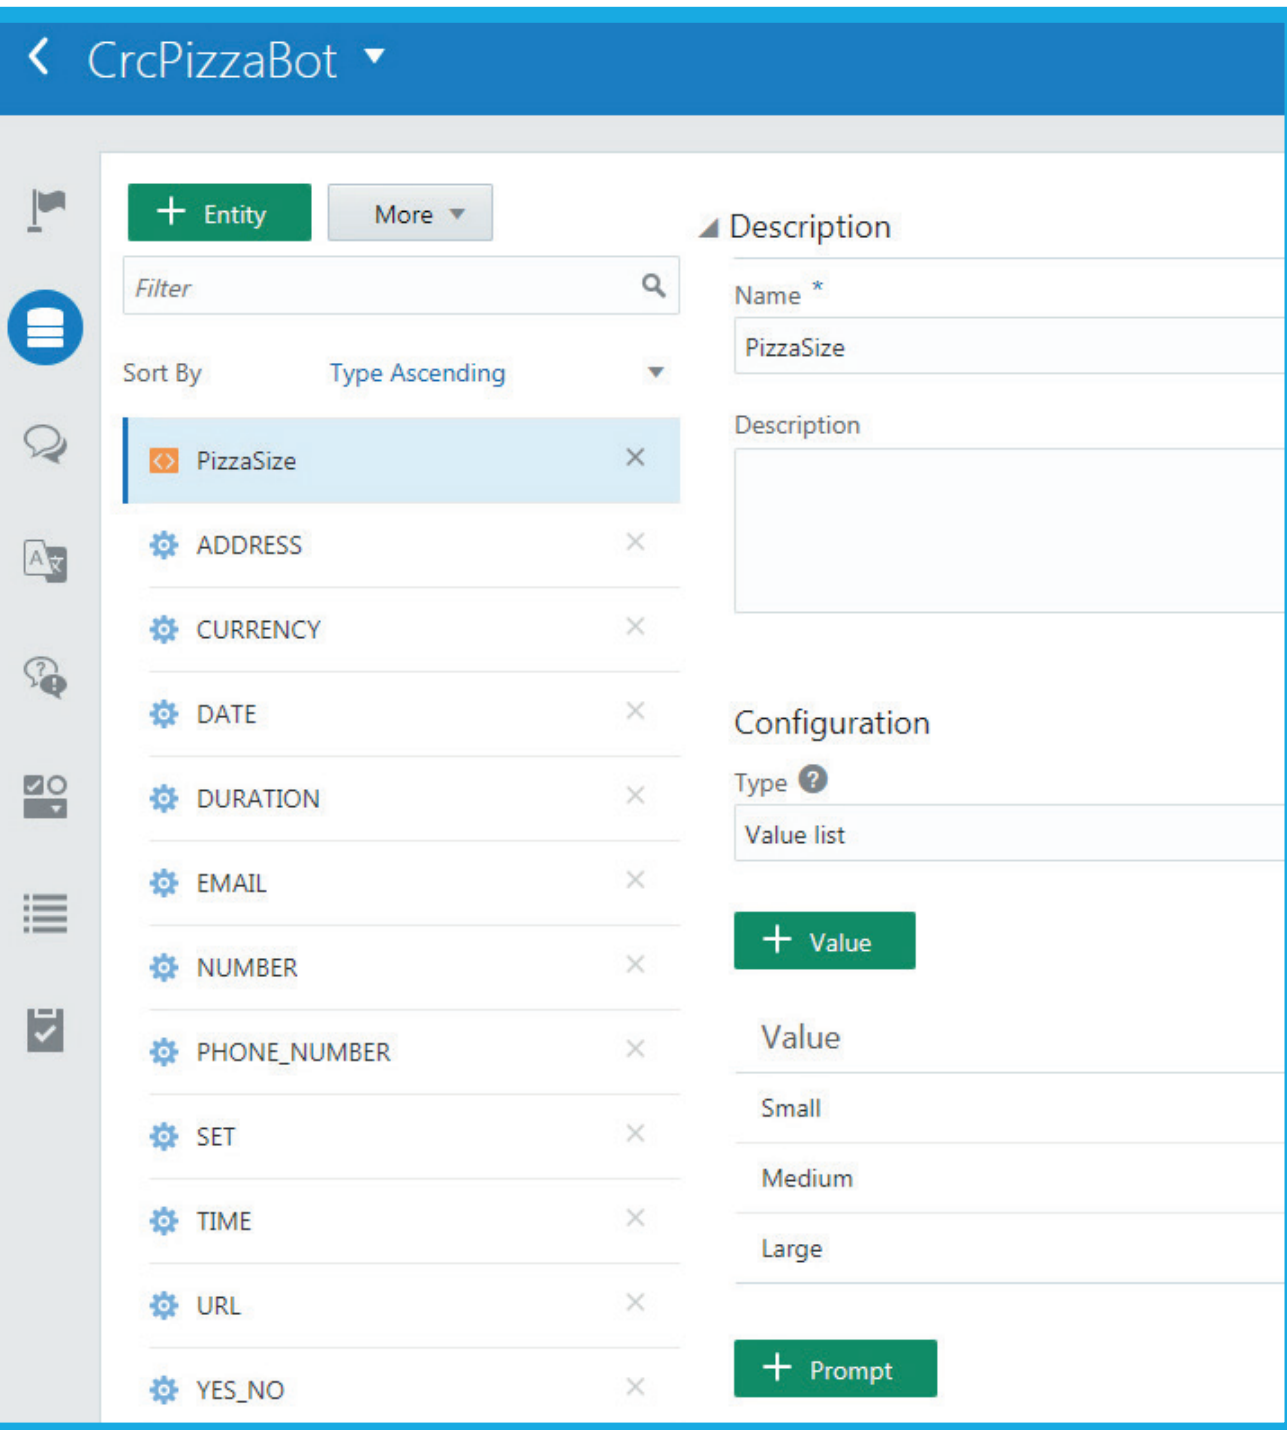 CrcPizzaBot
Entity
More
Filter
Sort By
Type Ascending
PizzaSize
ADDRESS
CURRENCY
DATE
DURATION
EMAIL
NUMBER
PHONE_NUMBER
SET
TIME
URL
YES_NO
Description
Name *
PizzaSize
Description
Configuration
Type ?
Value list
+ Value
Value
Small
Medium
Large
+ Prompt